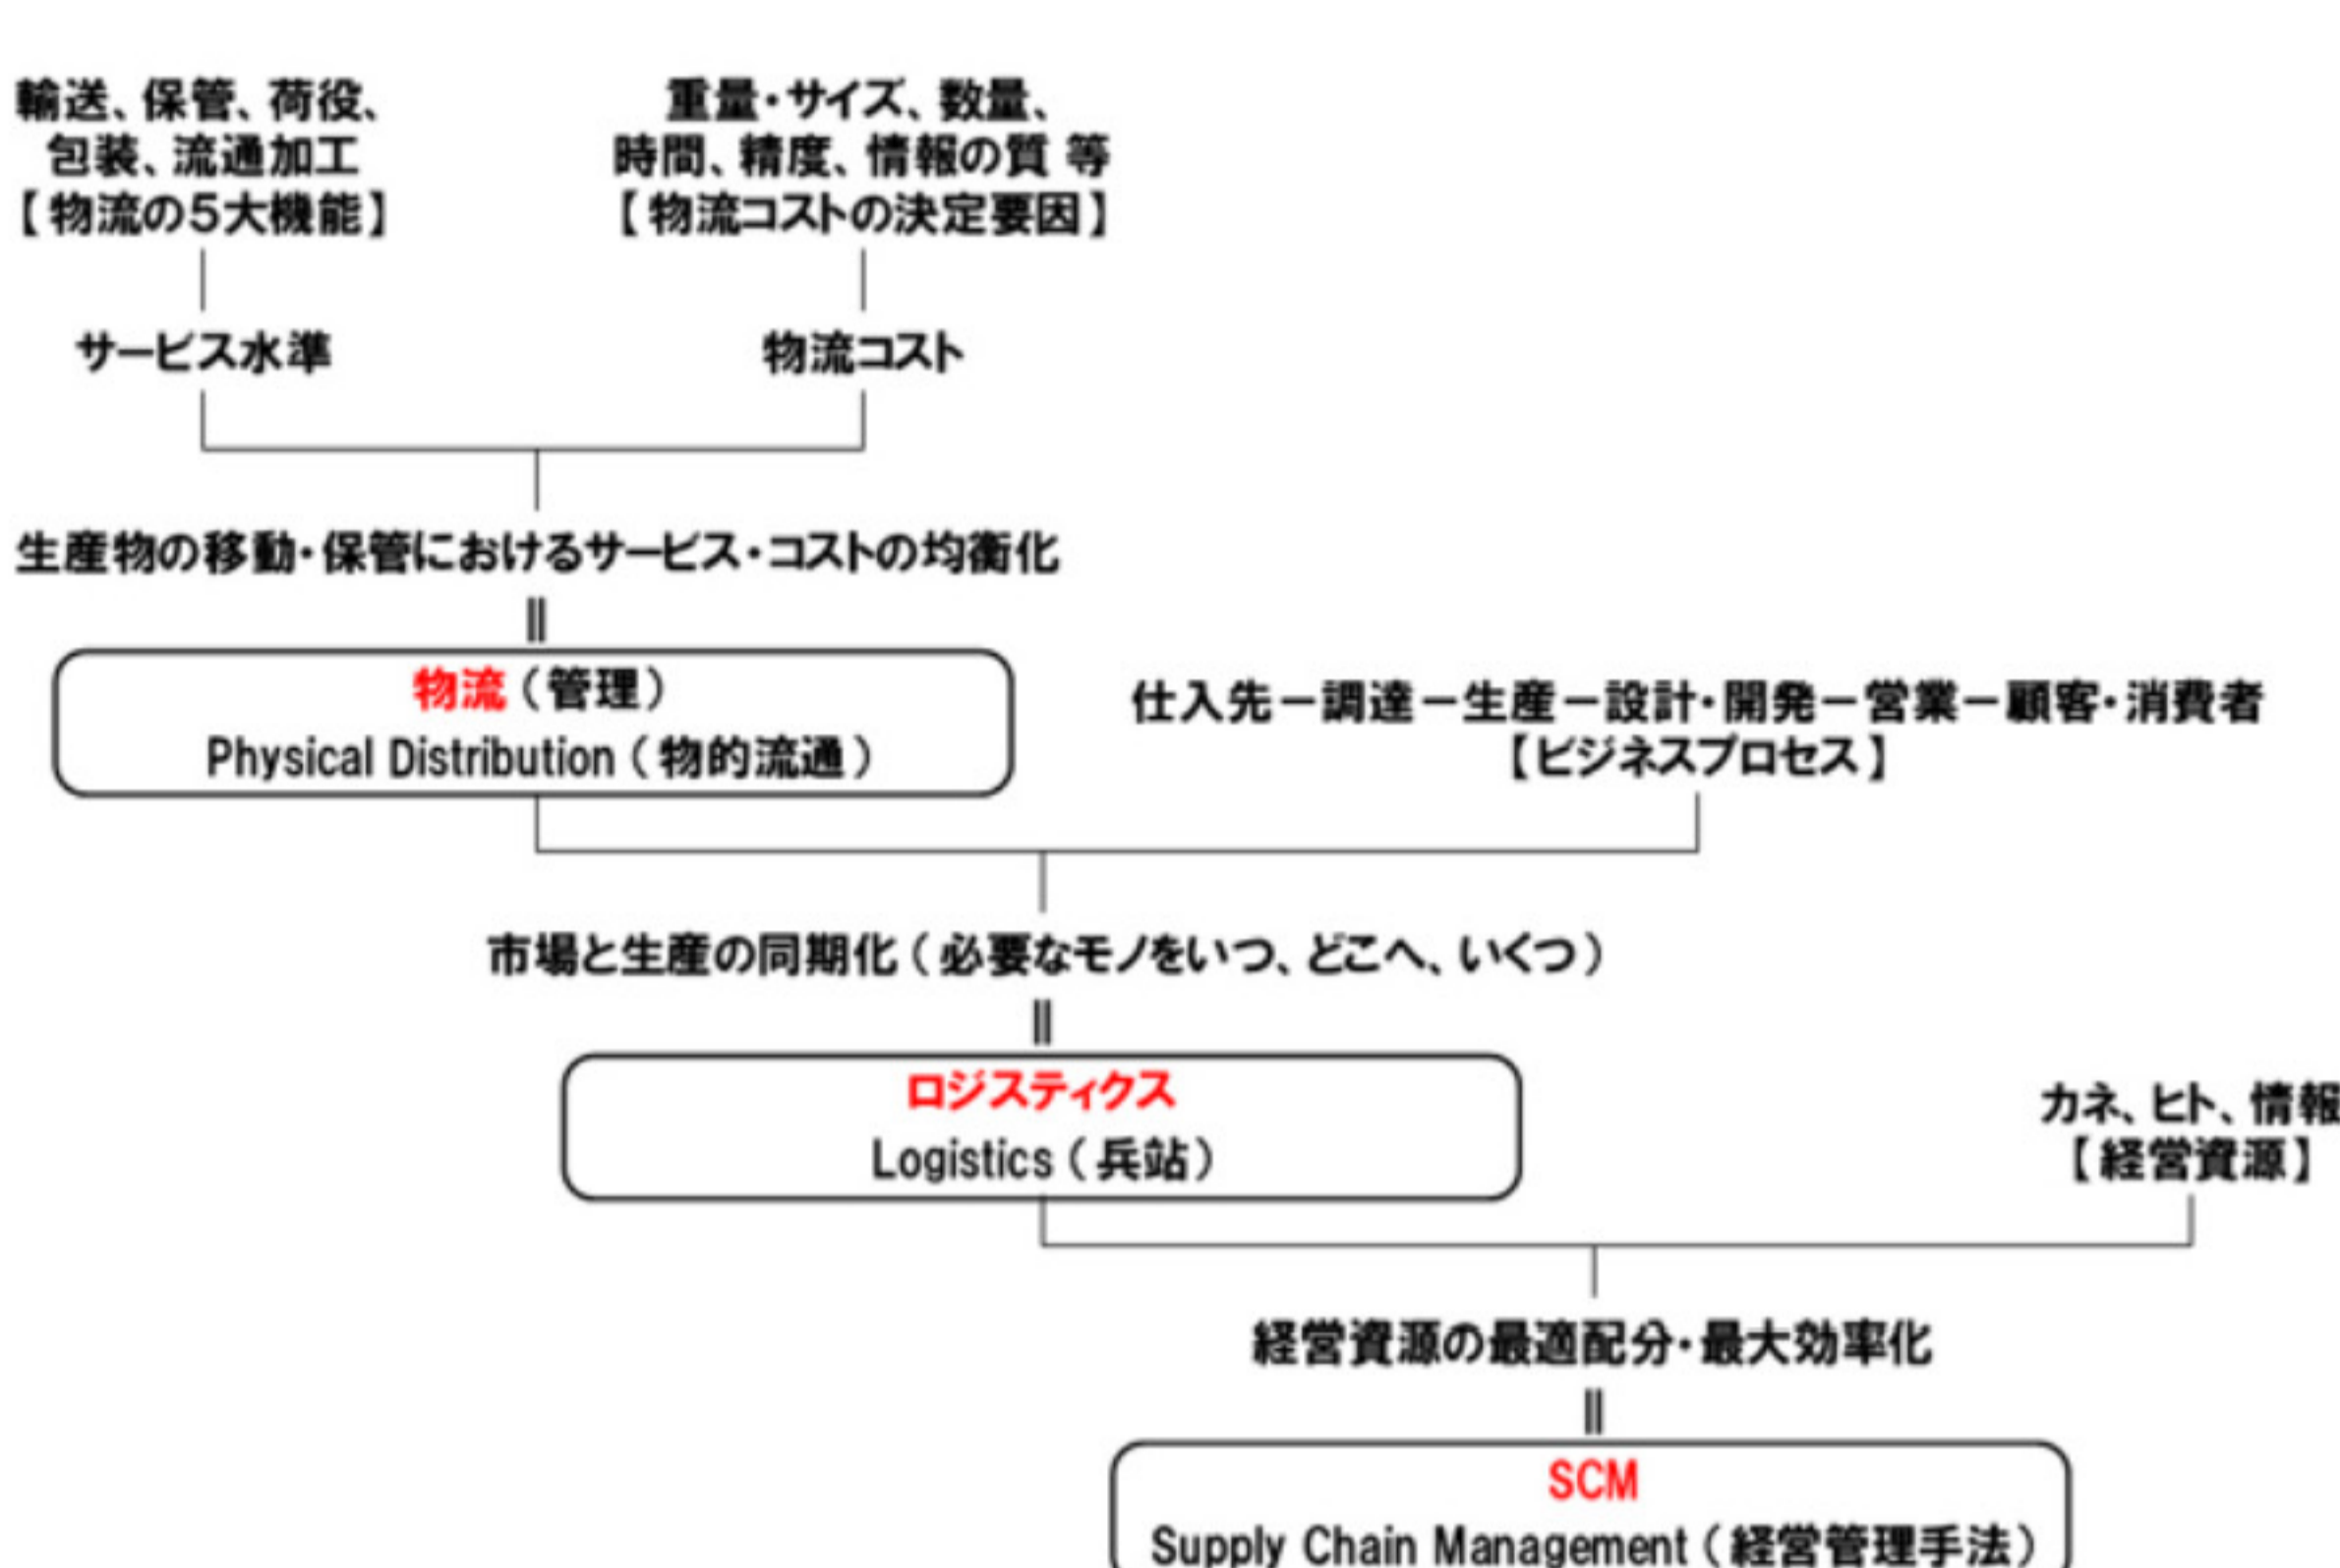 輸送、保管、荷役、
包装、流通加工
【物流の5大機能】
重量・サイズ、数量、
時間、精度、情報の質 等
【物流コストの決定要因】
サービス水準
物流コスト
生産物の移動・保管におけるサービス・コストの均衡化
||
物流（管理）
Physical Distribution（物的流通）
仕入先－調達－生産－設計・開発－営業－顧客・消費者
【ビジネスプロセス】
市場と生産の同期化（必要なモノをいつ、どこへ、いくつ）
||
ロジスティクス
Logistics（兵站）
カネ、ヒト、情報
【経営資源】
経営資源の最適配分・最大効率化
||
SCM
Supply Chain Management（経営管理手法）